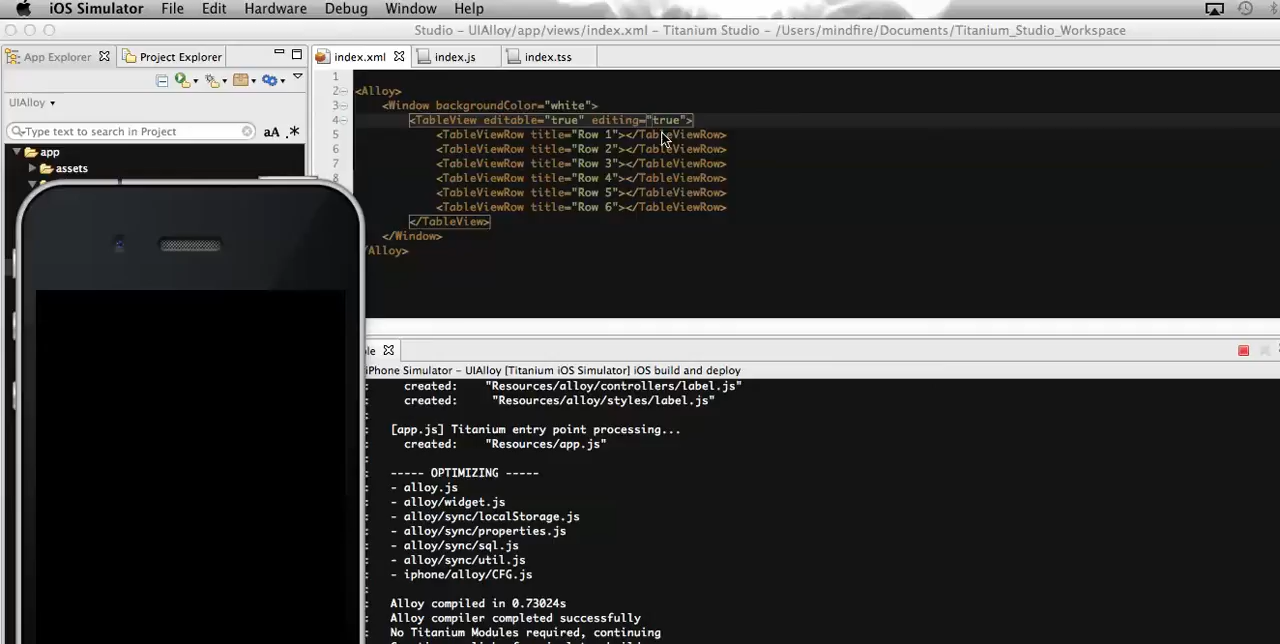 iOS Simulator File Edit Hardware Debug Window Help
Studio - UIAlloy/app/views/index.xml - Titanium Studio - /Users/mindfire/Documents/Titanium_Studio_Workspace
App Explorer Project Explorer index.xml index.js index.tss
UIAlloy
Type text to search in Project aA .*
app
assets
1
2 <Alloy>
3 <Window backgroundColor="white">
4 <TableView editable="true" editing="true">
5 <TableViewRow title="Row 1"></TableViewRow>
6 <TableViewRow title="Row 2"></TableViewRow>
7 <TableViewRow title="Row 3"></TableViewRow>
8 <TableViewRow title="Row 4"></TableViewRow>
<TableViewRow title="Row 5"></TableViewRow>
<TableViewRow title="Row 6"></TableViewRow>
</TableView>
</Window>
/Alloy>
le
iPhone Simulator - UIAlloy [Titanium iOS Simulator] iOS build and deploy
: created: "Resources/alloy/controllers/label.js"
: created: "Resources/alloy/styles/label.js"
:
: [app.js] Titanium entry point processing...
: created: "Resources/app.js"
:
: ----- OPTIMIZING -----
: - alloy.js
: - alloy/widget.js
: - alloy/sync/localStorage.js
: - alloy/sync/properties.js
: - alloy/sync/sql.js
: - alloy/sync/util.js
: - iphone/alloy/CFG.js
:
: Alloy compiled in 0.73024s
: Alloy compiler completed successfully
: No Titanium Modules required, continuing